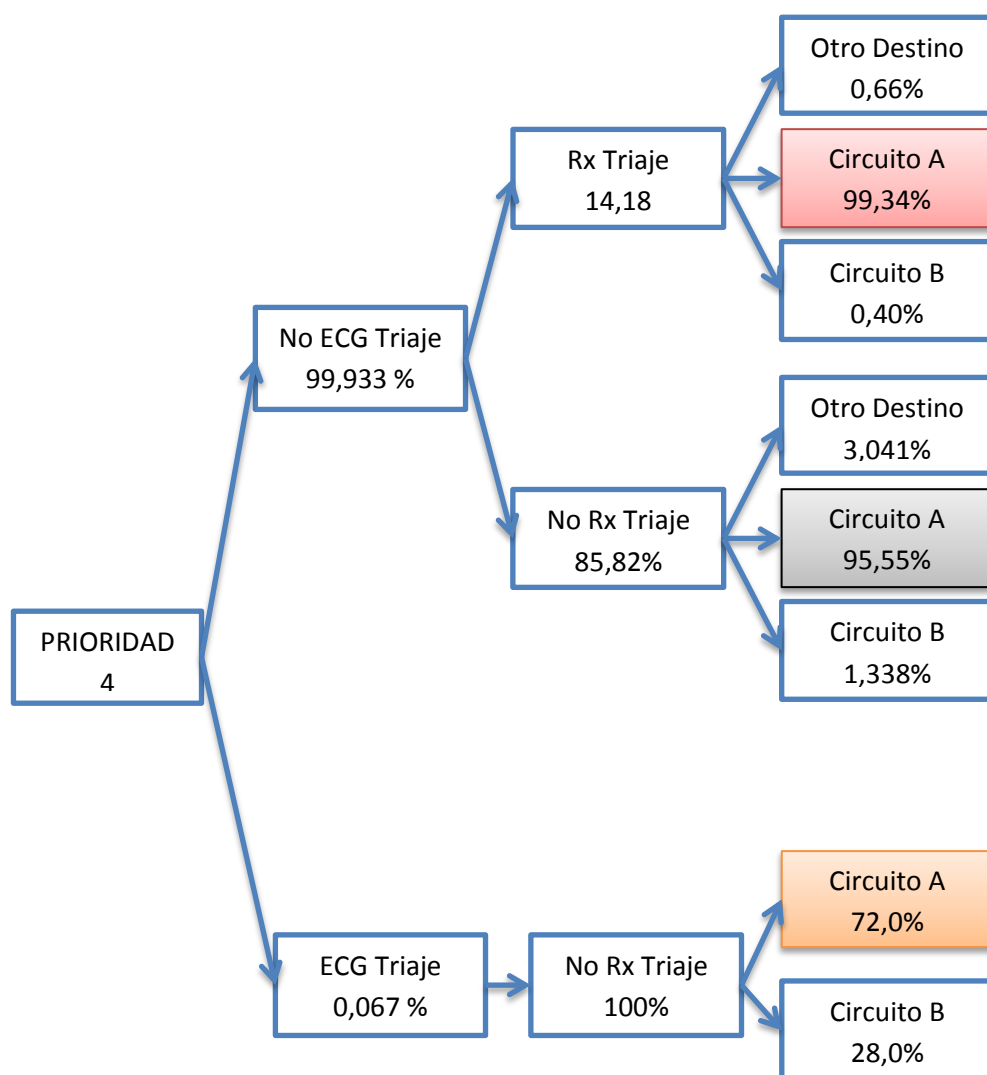 Otro Destino
0,66%
Rx Triaje
14,18
Circuito A
99,34%
Circuito B
0,40%
No ECG Triaje
99,933 %
Otro Destino
3,041%
No Rx Triaje
85,82%
Circuito A
95,55%
Circuito B
1,338%
PRIORIDAD
4
Circuito A
72,0%
ECG Triaje
0,067 %
No Rx Triaje
100%
Circuito B
28,0%